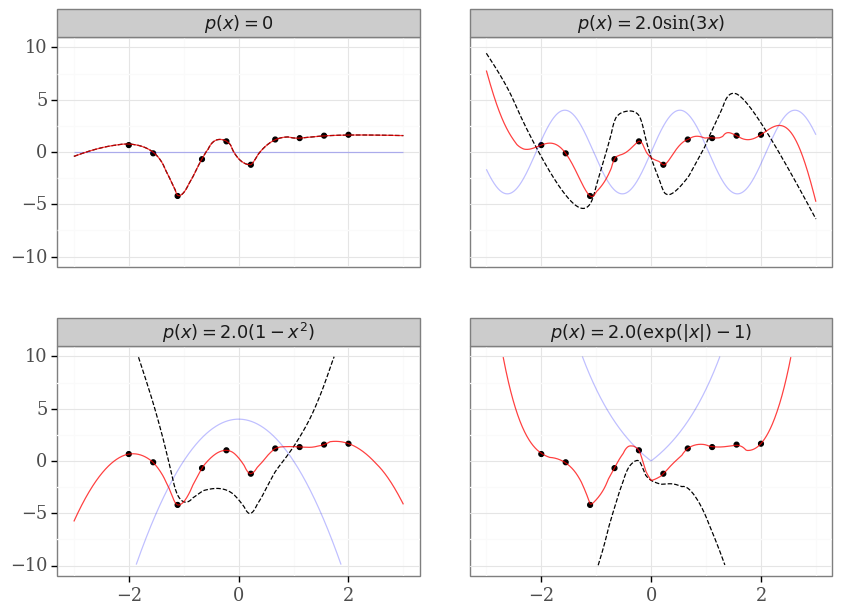 p(x) = 0
p(x) = 2.0sin(3x)
10
5
0
−5
−10
p(x) = 2.0(1 − x²)
p(x) = 2.0(exp(|x|) − 1)
10
5
0
−5
−10
−2 0 2 −2 0 2